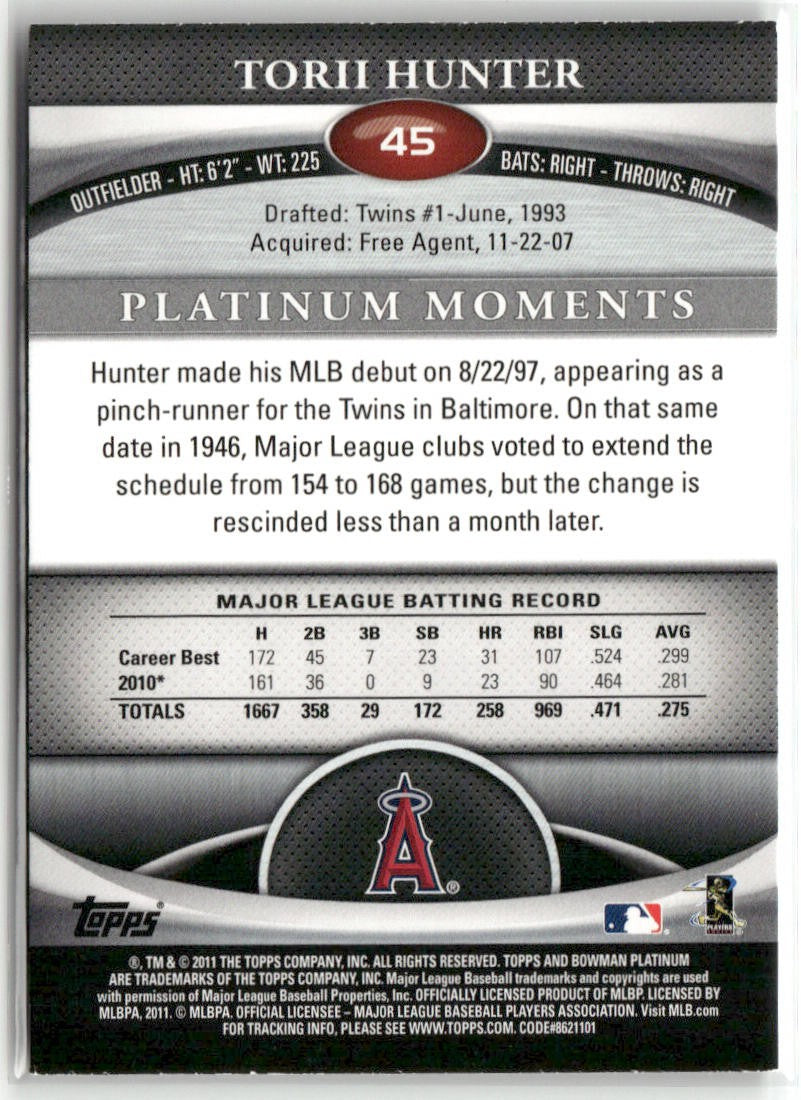 TORII HUNTER
45
OUTFIELDER - HT: 6'2" - WT: 225
BATS: RIGHT - THROWS: RIGHT
Drafted: Twins #1-June, 1993
Acquired: Free Agent, 11-22-07
PLATINUM MOMENTS
Hunter made his MLB debut on 8/22/97, appearing as a
pinch-runner for the Twins in Baltimore. On that same
date in 1946, Major League clubs voted to extend the
schedule from 154 to 168 games, but the change is
rescinded less than a month later.
MAJOR LEAGUE BATTING RECORD
H 2B 3B SB HR RBI SLG AVG
Career Best 172 45 7 23 31 107 .524 .299
2010* 161 36 0 9 23 90 .464 .281
TOTALS 1667 358 29 172 258 969 .471 .275
A®
Topps®
PLAYERS
®, TM & © 2011 THE TOPPS COMPANY, INC. ALL RIGHTS RESERVED. TOPPS AND BOWMAN PLATINUM
ARE TRADEMARKS OF THE TOPPS COMPANY, INC. Major League Baseball trademarks and copyrights are used
with permission of Major League Baseball Properties, Inc. OFFICIALLY LICENSED PRODUCT OF MLBP. LICENSED BY
MLBPA, 2011. © MLBPA. OFFICIAL LICENSEE – MAJOR LEAGUE BASEBALL PLAYERS ASSOCIATION. Visit MLB.com
FOR TRACKING INFO, PLEASE SEE WWW.TOPPS.COM. CODE#8621101